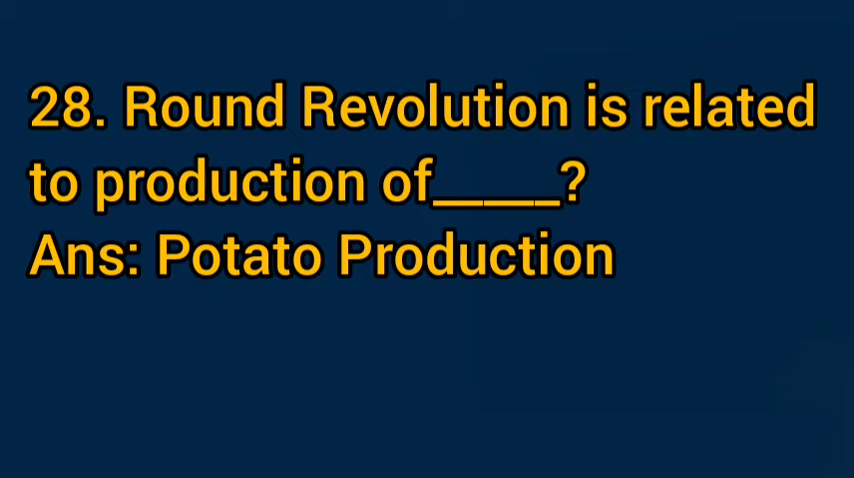 28. Round Revolution is related
to production of_____?
Ans: Potato Production